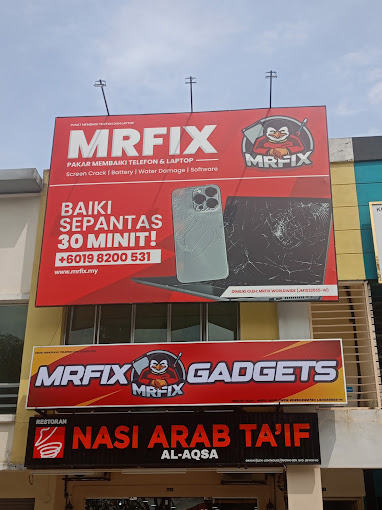 MRFIX
PAKAR MEMBAIKI TELEFON & LAPTOP
Screen Crack | Battery | Water Damage | Software
MRFIX
BAIKI
SEPANTAS
30 MINIT!
+6019 8200 531
www.mrfix.my
MRFIX
MRFIX
GADGETS
RESTORAN
NASI ARAB TA'IF
AL-AQSA